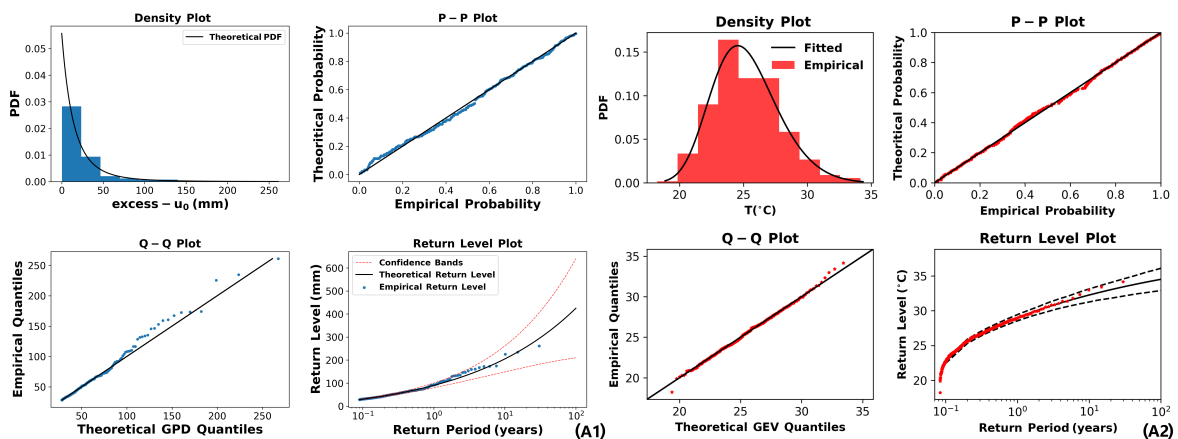 Density Plot
Theoretical PDF
PDF
0.05
0.04
0.03
0.02
0.01
0.00
0
50
100
150
200
250
excess − u0 (mm)
P − P Plot
Theoritical Probability
1.0
0.8
0.6
0.4
0.2
0.0
0.0
0.2
0.4
0.6
0.8
1.0
Empirical Probability
Density Plot
Fitted
Empirical
PDF
0.15
0.10
0.05
0.00
20
25
30
35
T(°C)
P − P Plot
Theoritical Probability
1.0
0.8
0.6
0.4
0.2
0.0
0.0
0.2
0.4
0.6
0.8
1.0
Empirical Probability
Q − Q Plot
Empirical Quantiles
250
200
150
100
50
50
100
150
200
250
Theoretical GPD Quantiles
Return Level Plot
Confidence Bands
Theoretical Return Level
Empirical Return Level
Return Level (mm)
600
500
400
300
200
100
0
10⁻¹
10⁰
10¹
10²
Return Period (years)
(A1)
Q − Q Plot
Empirical Quantiles
35
30
25
20
20
25
30
35
Theoretical GEV Quantiles
Return Level Plot
Return Level (°C)
35
30
25
20
10⁻¹
10⁰
10¹
10²
Return Period (years)
(A2)